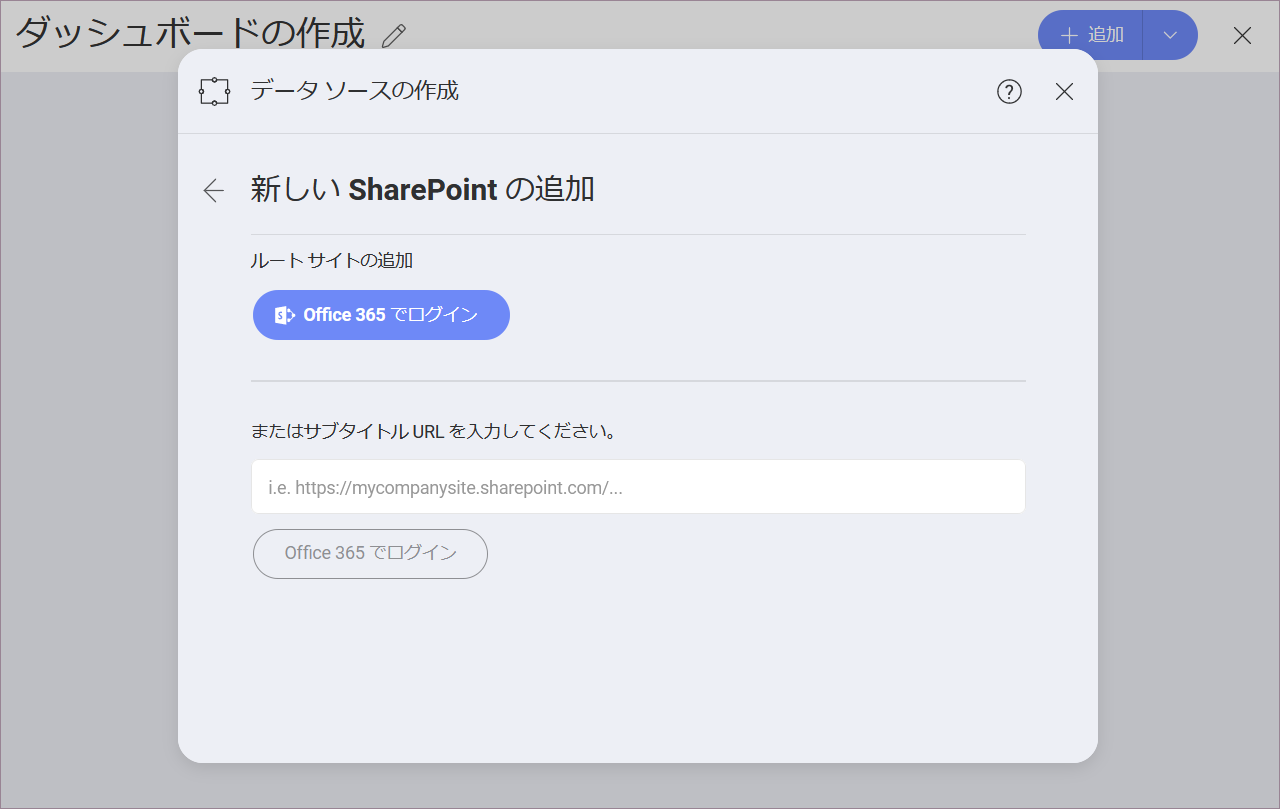 ダッシュボードの作成
追加
データ ソースの作成
新しい SharePoint の追加
ルート サイトの追加
Office 365 でログイン
またはサブタイトル URL を入力してください。
i.e. https://mycompanysite.sharepoint.com/...
Office 365 でログイン